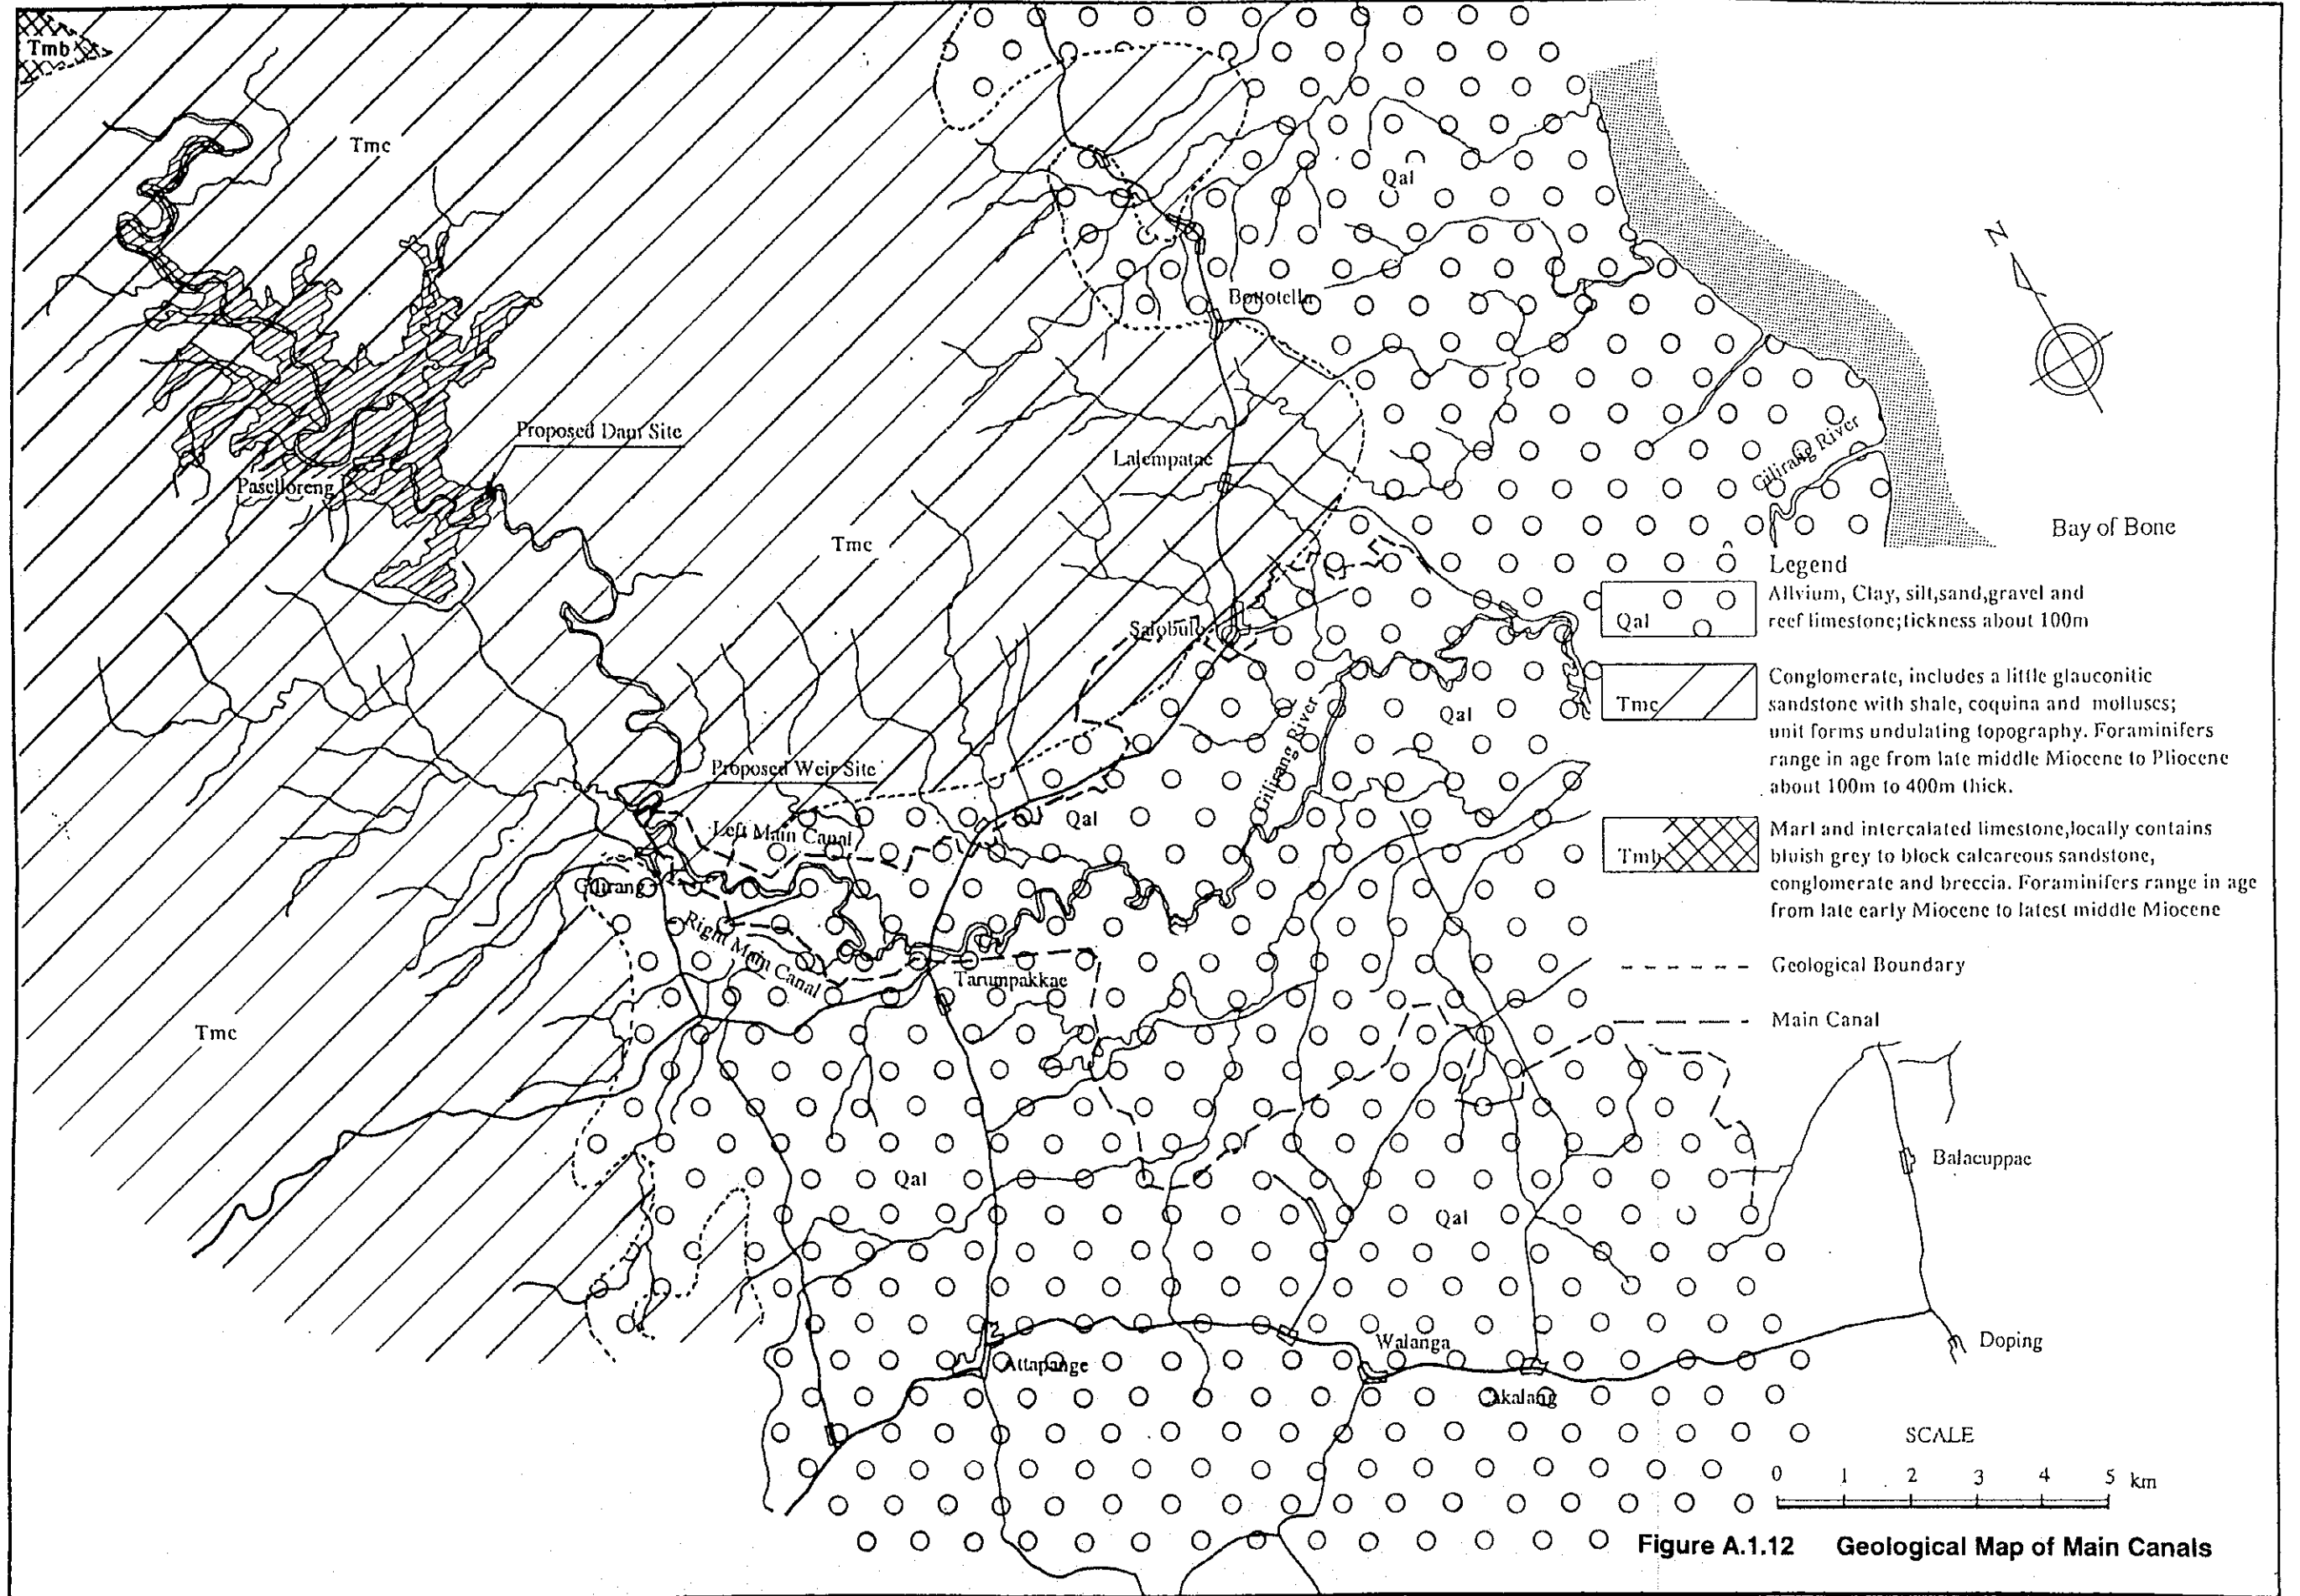 Tmb
Tmc
Qal
N
Bottotella
Proposed Dam Site
Lalempatae
Gilirang River
Paselloreng
Bay of Bone
Tmc
Legend
Qal
Allvium, Clay, silt,sand,gravel and
reef limestone;tickness about 100m
Salobulo
Tmc
Conglomerate, includes a little glauconitic
sandstone with shale, coquina and molluscs;
unit forms undulating topography. Foraminifers
range in age from late middle Miocene to Pliocene
about 100m to 400m thick.
Qal
Gilirang River
Proposed Weir Site
Left Main Canal
Qal
Tmb
Marl and intercalated limestone,locally contains
bluish grey to block calcareous sandstone,
conglomerate and breccia. Foraminifers range in age
from late early Miocene to latest middle Miocene
Gilirang
Right Main Canal
Tarumpakkae
Geological Boundary
Main Canal
Tmc
Balacuppae
Qal
Qal
Walanga
Doping
Attapange
Cakalang
SCALE
0 1 2 3 4 5 km
Figure A.1.12 Geological Map of Main Canals